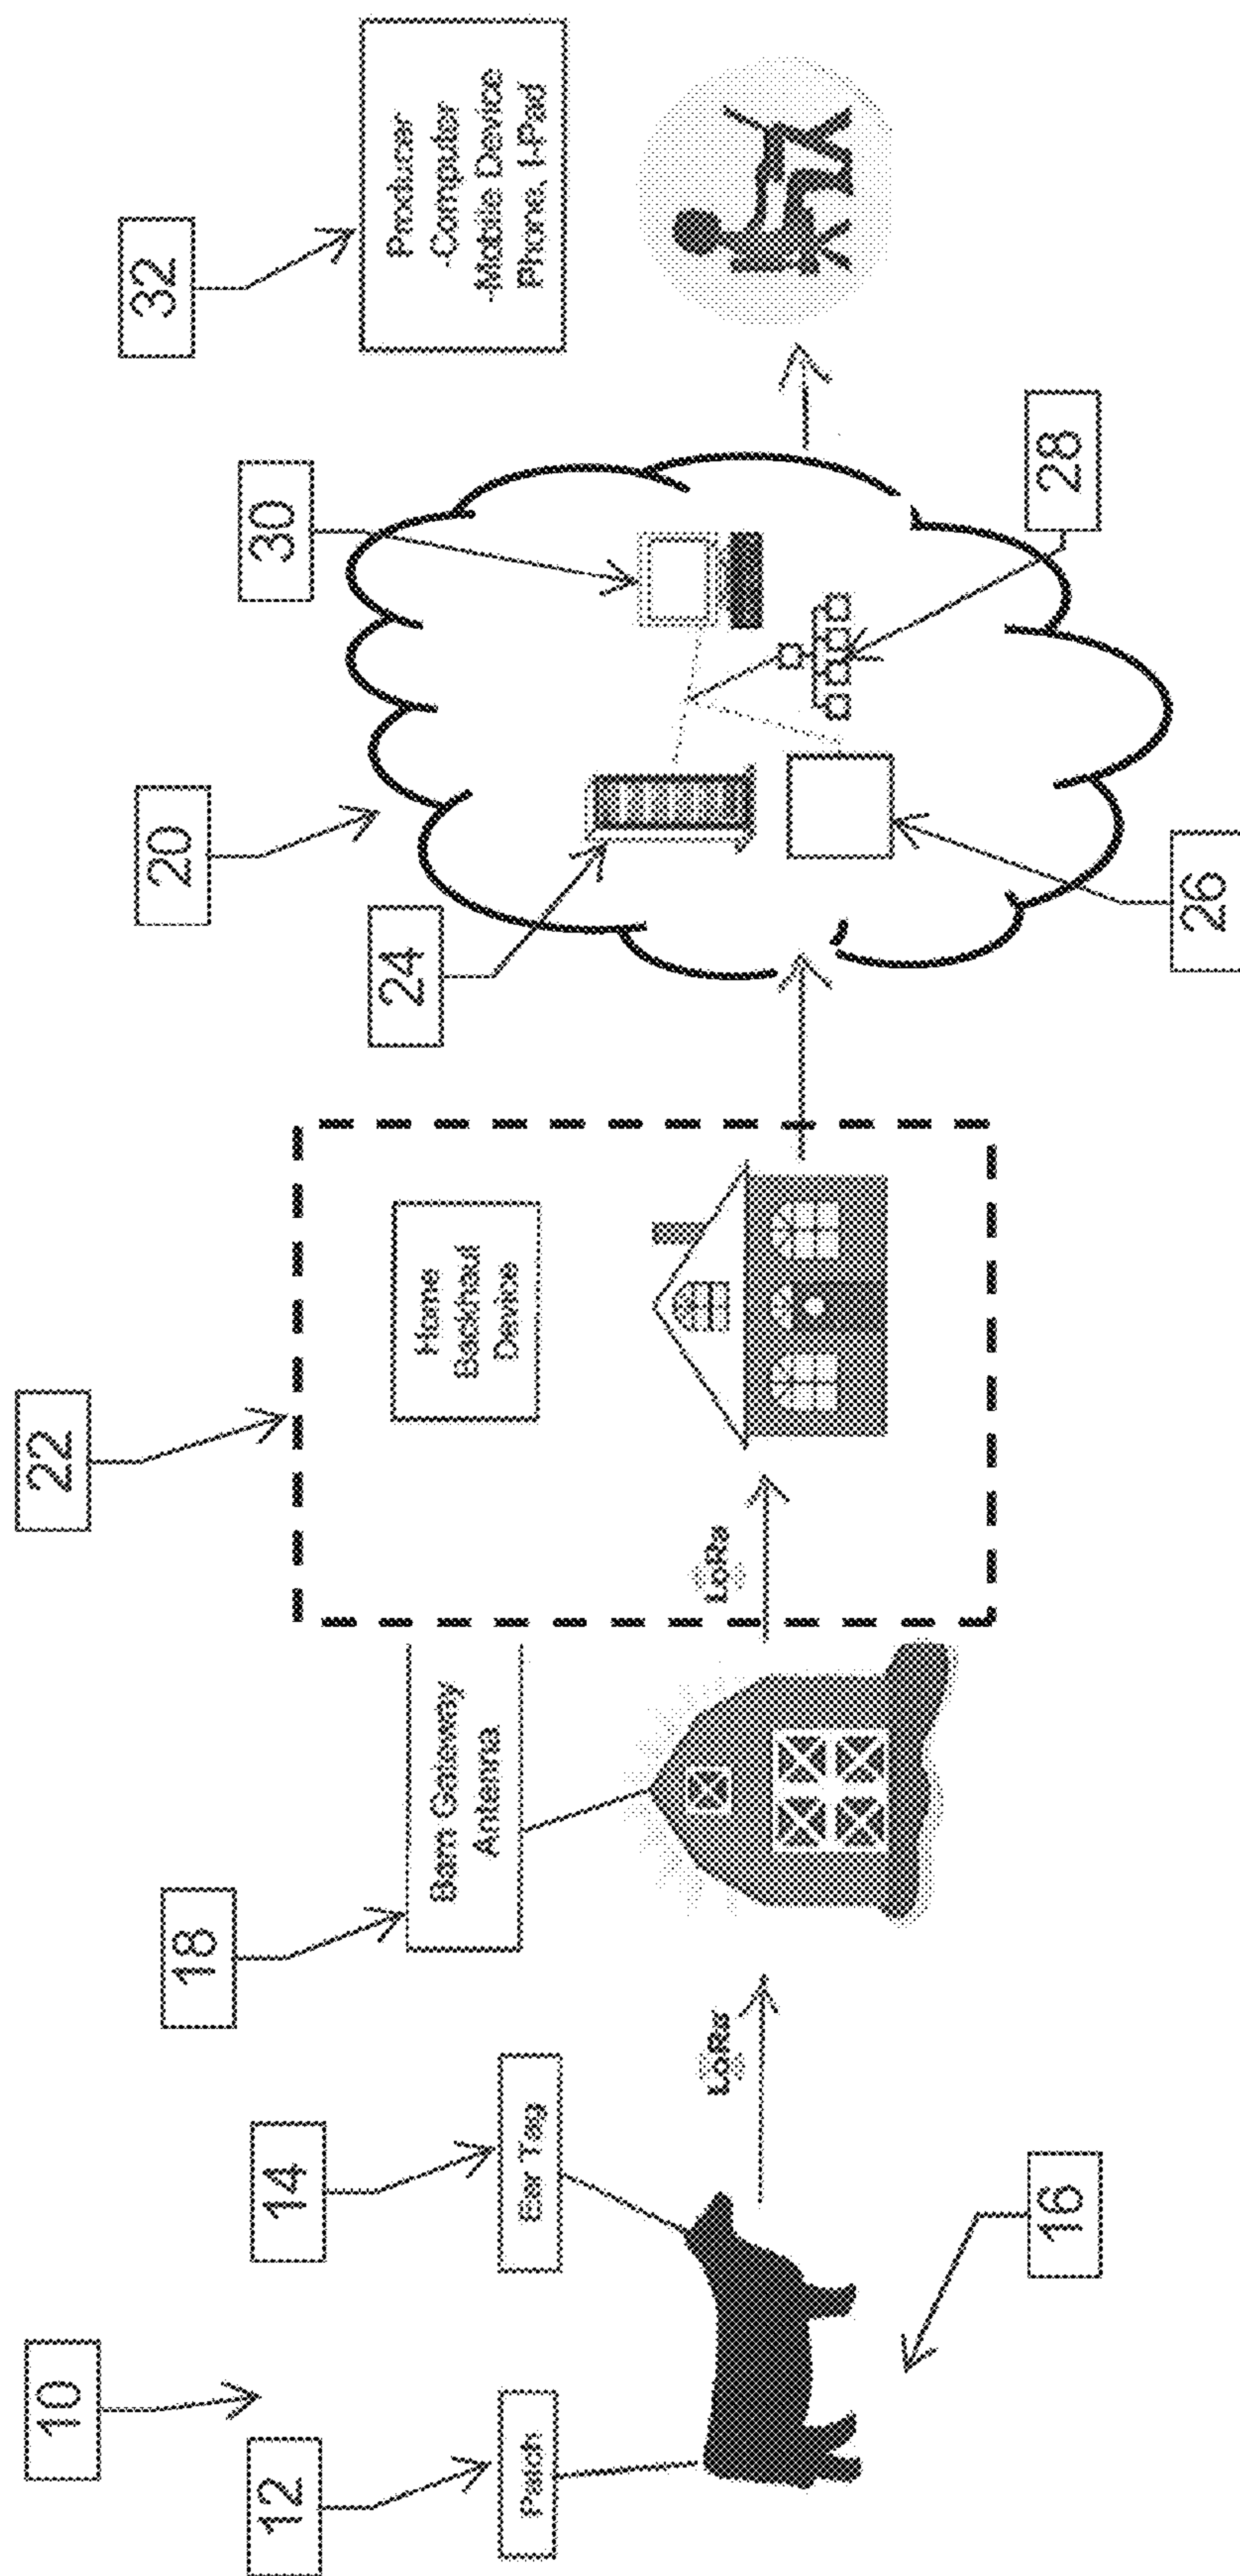 10
12
Patch
14
Ear Tag
16
LoRa
18
Barn Gateway
Antenna
LoRa
22
Home
Backhaul
Device
20
24
26
28
30
32
Producer
-Computer
-Mobile Device
Phone, I-Pad